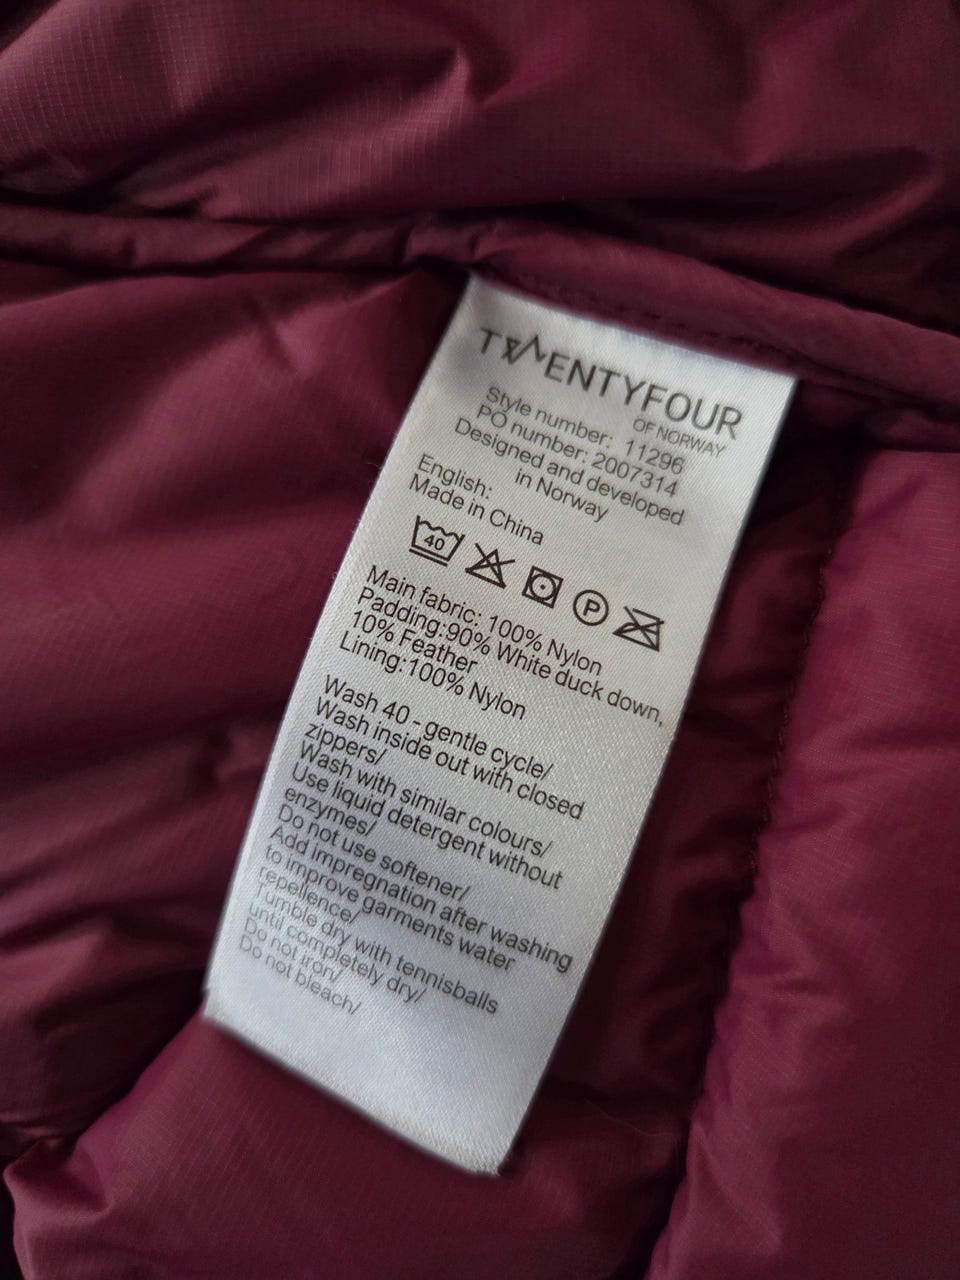 TWENTYFOUR
OF NORWAY
Style number: 11296
PO number: 2007314
Designed and developed
in Norway
English:
Made in China
40 P
Main fabric: 100% Nylon
Padding:90% White duck down,
10% Feather
Lining:100% Nylon
Wash 40 - gentle cycle/
Wash inside out with closed
zippers/
Wash with similar colours/
Use liquid detergent without
enzymes/
Do not use softener/
Add impregnation after washing
to improve garments water
repellence/
Tumble dry with tennisballs
until completely dry/
Do not iron/
Do not bleach/